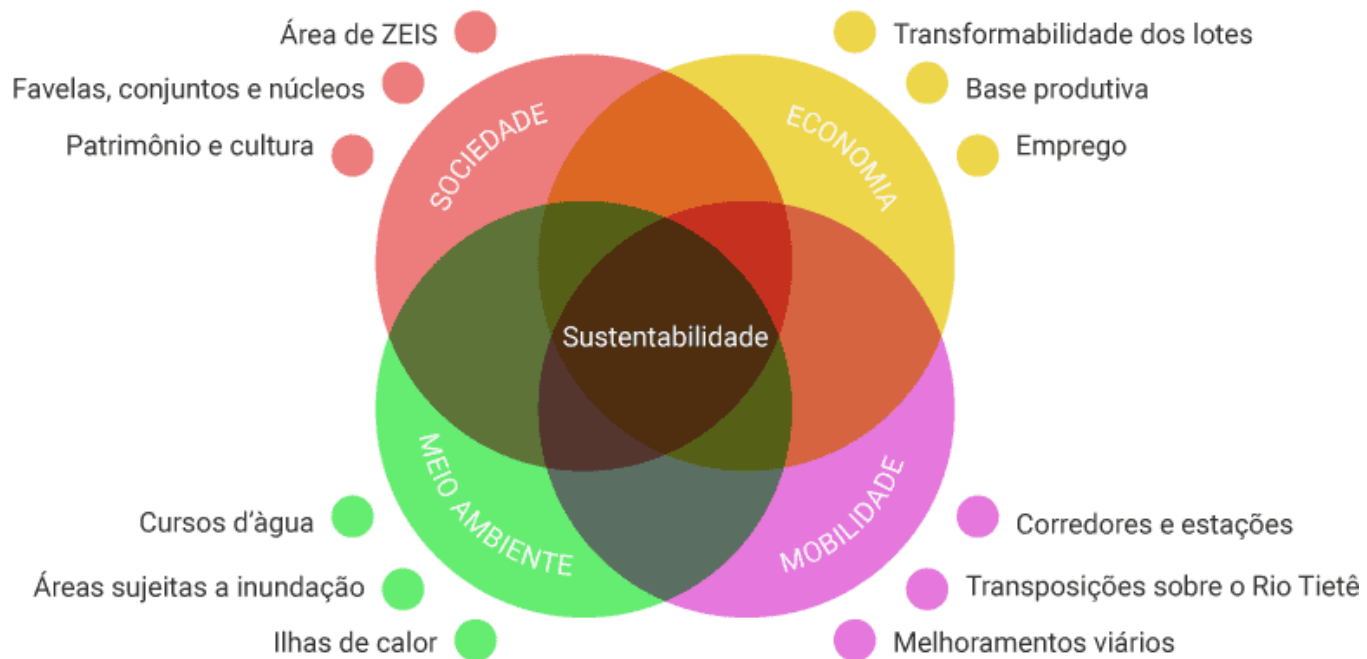 Área de ZEIS
Favelas, conjuntos e núcleos
Patrimônio e cultura
Transformabilidade dos lotes
Base produtiva
Emprego
SOCIEDADE
ECONOMIA
Sustentabilidade
MEIO AMBIENTE
MOBILIDADE
Cursos d'àgua
Áreas sujeitas a inundação
Ilhas de calor
Corredores e estações
Transposições sobre o Rio Tietê
Melhoramentos viários